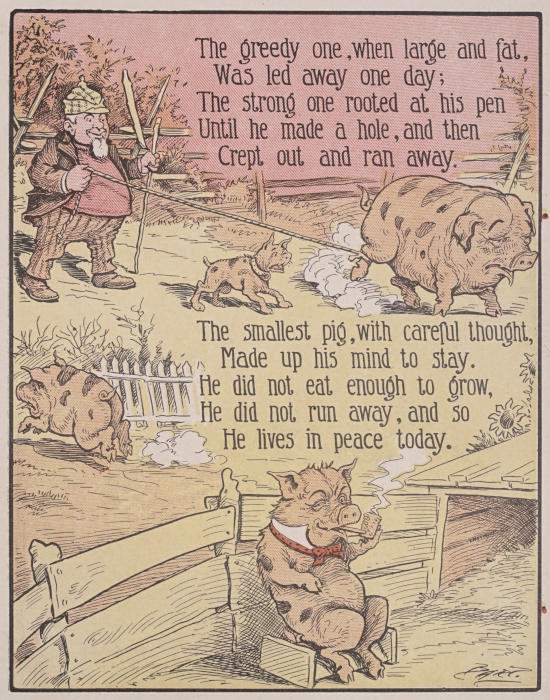 The greedy one, when large and fat,
Was led away one day;
The strong one rooted at his pen
Until he made a hole, and then
Crept out and ran away.
The smallest pig, with careful thought,
Made up his mind to stay.
He did not eat enough to grow,
He did not run away, and so
He lives in peace today.